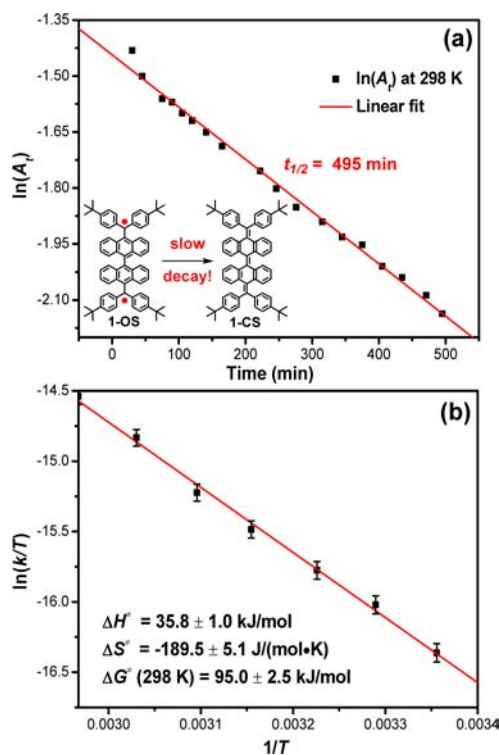 -1.35
-1.50
-1.65
-1.80
-1.95
-2.10
ln(Aₜ)
(a)
ln(Aₜ) at 298 K
Linear fit
t₁/₂ = 495 min
slow
decay!
1-OS
1-CS
0 100 200 300 400 500
Time (min)
-14.5
-15.0
-15.5
-16.0
-16.5
ln(k/T)
(b)
ΔH≠ = 35.8 ± 1.0 kJ/mol
ΔS≠ = -189.5 ± 5.1 J/(mol•K)
ΔG≠ (298 K) = 95.0 ± 2.5 kJ/mol
0.0030 0.0031 0.0032 0.0033 0.0034
1/T